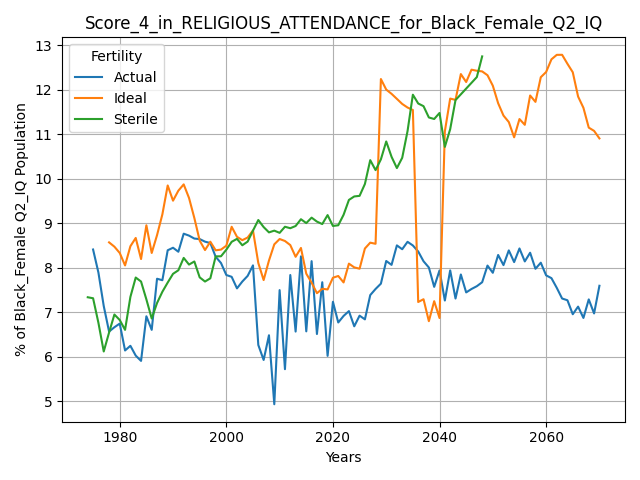 Score_4_in_RELIGIOUS_ATTENDANCE_for_Black_Female_Q2_IQ
Fertility
Actual
Ideal
Sterile
% of Black_Female Q2_IQ Population
13
12
11
10
9
8
7
6
5
1980 2000 2020 2040 2060
Years